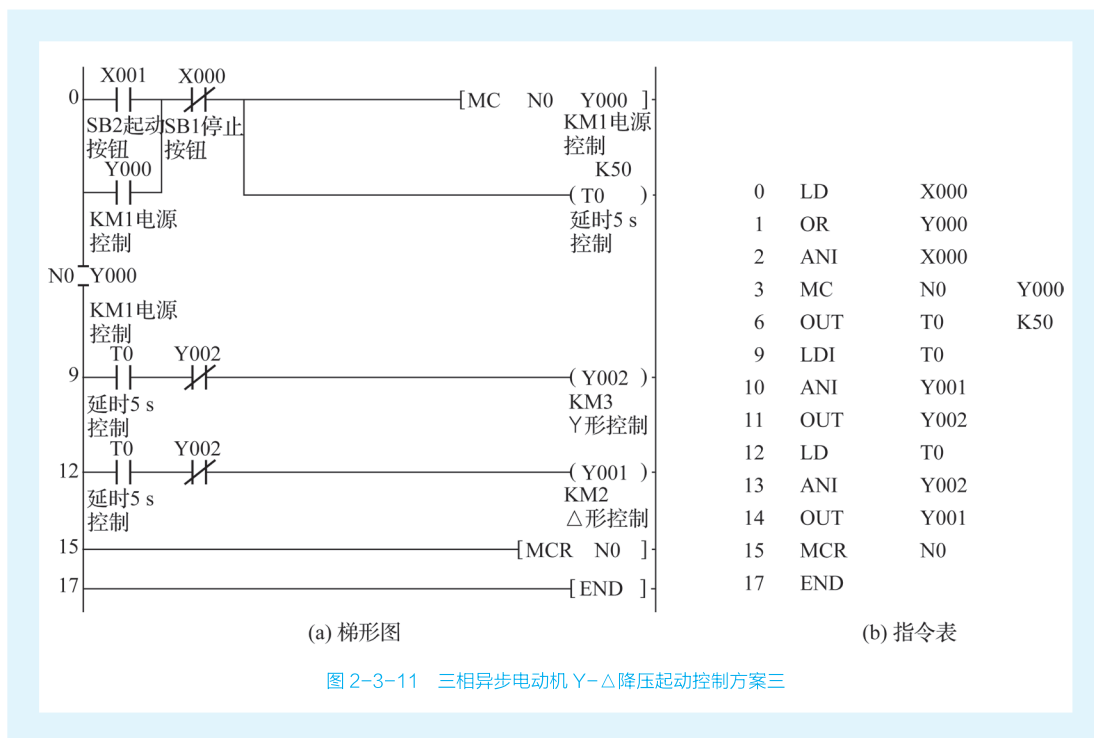 X001 X000
0 [MC N0 Y000 ]
SB2起动 SB1停止 KM1电源
按钮 按钮 控制
Y000 K50
(T0 )
KM1电源 延时5 s
控制 控制
N0 Y000
KM1电源
控制
T0 Y002
9 (Y002 )
延时5 s KM3
控制 Y形控制
T0 Y002
12 (Y001 )
延时5 s KM2
控制 △形控制
15 [MCR N0 ]
17 [END ]
(a) 梯形图
0 LD X000
1 OR Y000
2 ANI X000
3 MC N0 Y000
6 OUT T0 K50
9 LDI T0
10 ANI Y001
11 OUT Y002
12 LD T0
13 ANI Y002
14 OUT Y001
15 MCR N0
17 END
(b) 指令表
图 2-3-11 三相异步电动机 Y-△降压起动控制方案三